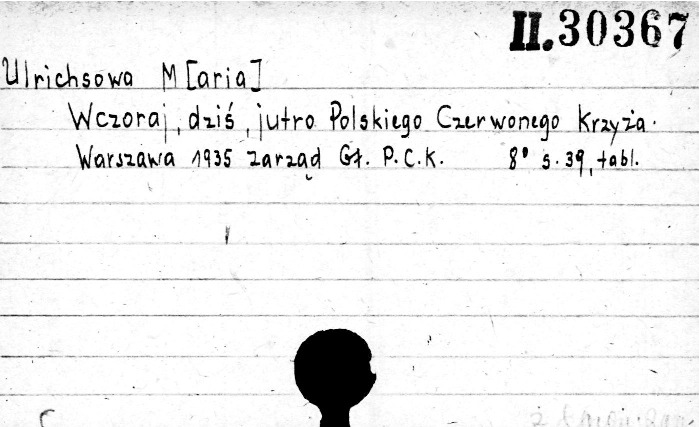 II.30367
Ulrichsowa M[aria]
Wczoraj, dziś, jutro Polskiego Czerwonego Krzyża.
Warszawa 1935 Zarząd Gł. P.C.K. 8° s.39, tabl.